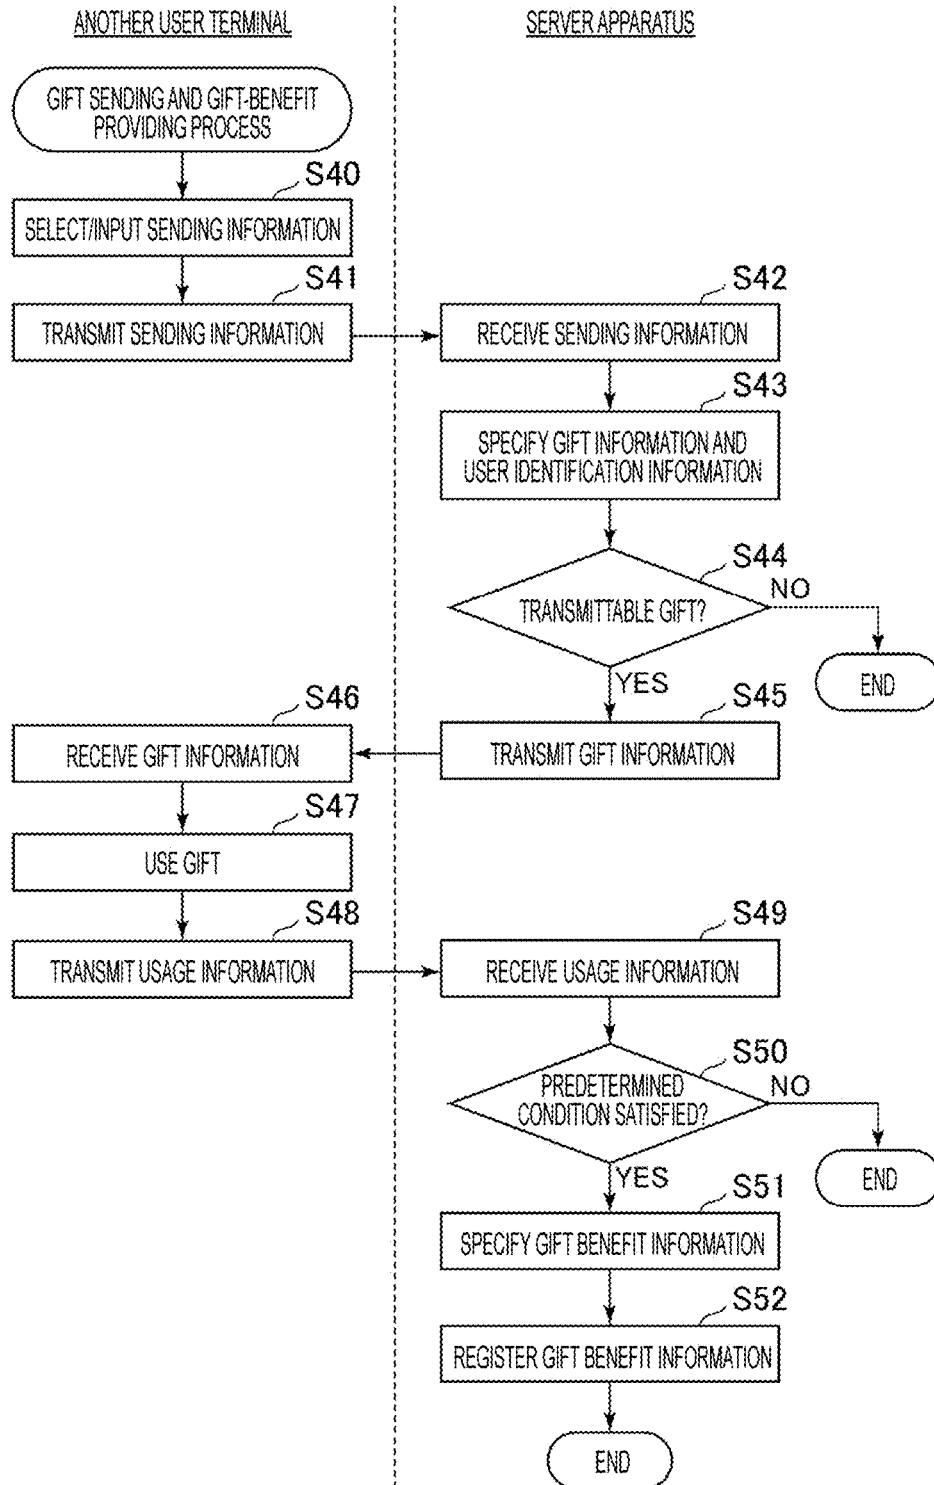 ANOTHER USER TERMINAL
SERVER APPARATUS
GIFT SENDING AND GIFT-BENEFIT
PROVIDING PROCESS
S40
SELECT/INPUT SENDING INFORMATION
S41
TRANSMIT SENDING INFORMATION
S42
RECEIVE SENDING INFORMATION
S43
SPECIFY GIFT INFORMATION AND
USER IDENTIFICATION INFORMATION
S44
TRANSMITTABLE GIFT?
NO
END
YES
S45
TRANSMIT GIFT INFORMATION
S46
RECEIVE GIFT INFORMATION
S47
USE GIFT
S48
TRANSMIT USAGE INFORMATION
S49
RECEIVE USAGE INFORMATION
S50
PREDETERMINED
CONDITION SATISFIED?
NO
END
YES
S51
SPECIFY GIFT BENEFIT INFORMATION
S52
REGISTER GIFT BENEFIT INFORMATION
END